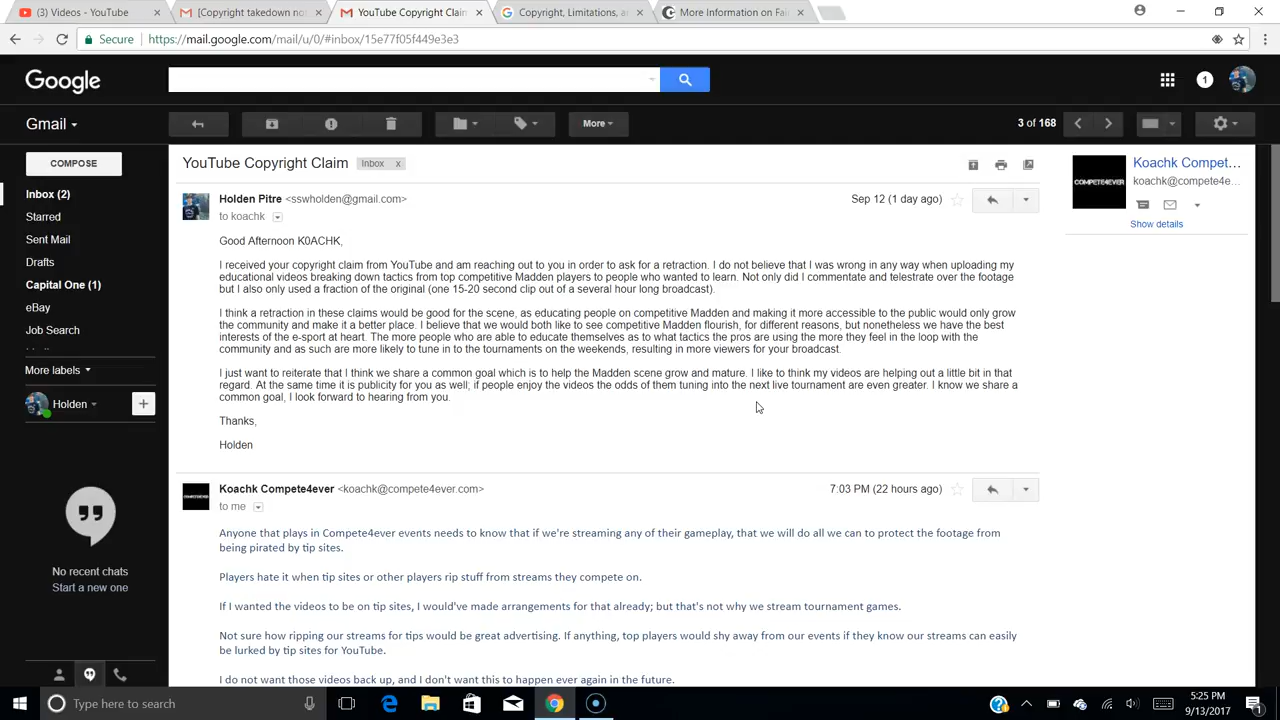 (3) Videos - YouTube
[Copyright takedown no
YouTube Copyright Clai
Copyright, Limitations, a
More Information on Fai
Secure
https://mail.google.com/mail/u/0/#inbox/15e77f05f449e3e3
Google
1
Gmail
More
3 of 168
COMPOSE
Inbox (2)
Starred
Sent Mail
Drafts
Capital One (1)
eBay
Job Search
More labels
Holden
No recent chats
Start a new one
YouTube Copyright Claim
Inbox x
Holden Pitre <sswholden@gmail.com>
Sep 12 (1 day ago)
to koachk
Good Afternoon K0ACHK,
I received your copyright claim from YouTube and am reaching out to you in order to ask for a retraction. I do not believe that I was wrong in any way when uploading my
educational videos breaking down tactics from top competitive Madden players to people who wanted to learn. Not only did I commentate and telestrate over the footage
but I also only used a fraction of the original (one 15-20 second clip out of a several hour long broadcast).
I think a retraction in these claims would be good for the scene, as educating people on competitive Madden and making it more accessible to the public would only grow
the community and make it a better place. I believe that we would both like to see competitive Madden flourish, for different reasons, but nonetheless we have the best
interests of the e-sport at heart. The more people who are able to educate themselves as to what tactics the pros are using the more they feel in the loop with the
community and as such are more likely to tune in to the tournaments on the weekends, resulting in more viewers for your broadcast.
I just want to reiterate that I think we share a common goal which is to help the Madden scene grow and mature. I like to think my videos are helping out a little bit in that
regard. At the same time it is publicity for you as well; if people enjoy the videos the odds of them tuning into the next live tournament are even greater. I know we share a
common goal, I look forward to hearing from you.
Thanks,
Holden
Koachk Compete4ever <koachk@compete4ever.com>
7:03 PM (22 hours ago)
to me
Anyone that plays in Compete4ever events needs to know that if we're streaming any of their gameplay, that we will do all we can to protect the footage from
being pirated by tip sites.
Players hate it when tip sites or other players rip stuff from streams they compete on.
If I wanted the videos to be on tip sites, I would've made arrangements for that already; but that's not why we stream tournament games.
Not sure how ripping our streams for tips would be great advertising. If anything, top players would shy away from our events if they know our streams can easily
be lurked by tip sites for YouTube.
I do not want those videos back up, and I don't want this to happen ever again in the future.
COMPETE4EVER
Koachk Compet...
koachk@compete4e...
Show details
Type here to search
5:25 PM
9/13/2017